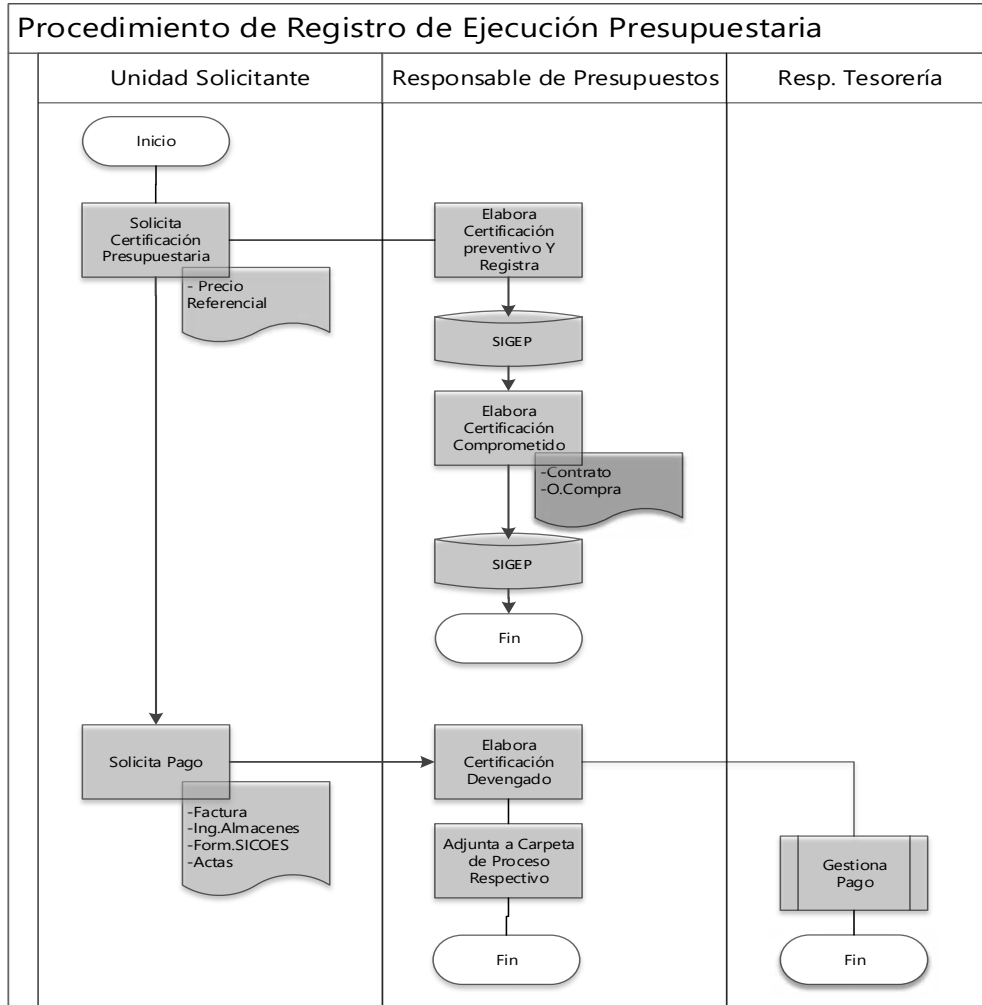 Procedimiento de Registro de Ejecución Presupuestaria
Unidad Solicitante
Responsable de Presupuestos
Resp. Tesorería
Inicio
Solicita
Certificación
Presupuestaria
- Precio
Referencial
Elabora
Certificación
preventivo Y
Registra
SIGEP
Elabora
Certificación
Comprometido
-Contrato
-O.Compra
SIGEP
Fin
Solicita Pago
-Factura
-Ing.Almacenes
-Form.SICOES
-Actas
Elabora
Certificación
Devengado
Adjunta a Carpeta
de Proceso
Respectivo
Fin
Gestiona
Pago
Fin